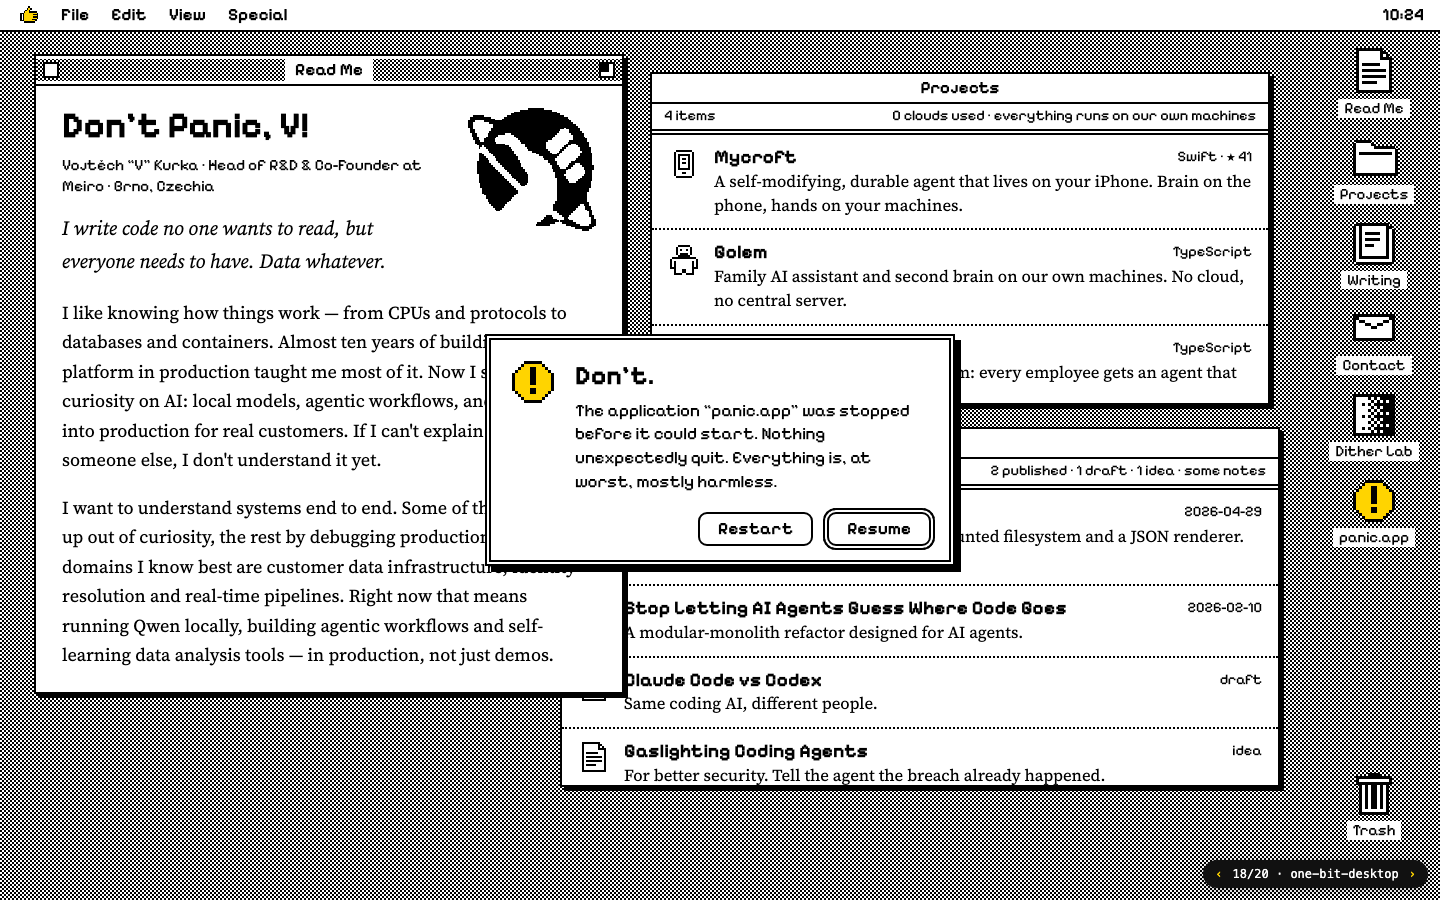 File Edit View Special
10:24
Read Me
Don't Panic, V!
Vojtěch "V" Kurka · Head of R&D & Co-Founder at
Meiro · Brno, Czechia
I write code no one wants to read, but
everyone needs to have. Data whatever.
I like knowing how things work — from CPUs and protocols to
databases and containers. Almost ten years of
platform in production taught me most of it. Now I
curiosity on AI: local models, agentic workflows,
into production for real customers. If I can't explain
someone else, I don't understand it yet.
I want to understand systems end to end. Some of
up out of curiosity, the rest by debugging
domains I know best are customer data infrastructure, identity
resolution and real-time pipelines. Right now that means
running Qwen locally, building agentic workflows and self-
learning data analysis tools — in production, not just demos.
Projects
4 items
0 clouds used · everything runs on our own machines
Mycroft
Swift · ★ 41
A self-modifying, durable agent that lives on your iPhone. Brain on the
phone, hands on your machines.
Golem
TypeScript
Family AI assistant and second brain on our own machines. No cloud,
no central server.
TypeScript
every employee gets an agent that
Don't.
The application "panic.app" was stopped
before it could start. Nothing
unexpectedly quit. Everything is, at
worst, mostly harmless.
Restart
Resume
2 published · 1 draft · 1 idea · some notes
2026-04-29
filesystem and a JSON renderer.
Stop Letting AI Agents Guess Where Code Goes
2026-02-10
A modular-monolith refactor designed for AI agents.
Claude Code vs Codex
draft
Same coding AI, different people.
Gaslighting Coding Agents
idea
For better security. Tell the agent the breach already happened.
Read Me
Projects
Writing
Contact
Dither Lab
panic.app
Trash
‹ 18/20 · one-bit-desktop ›